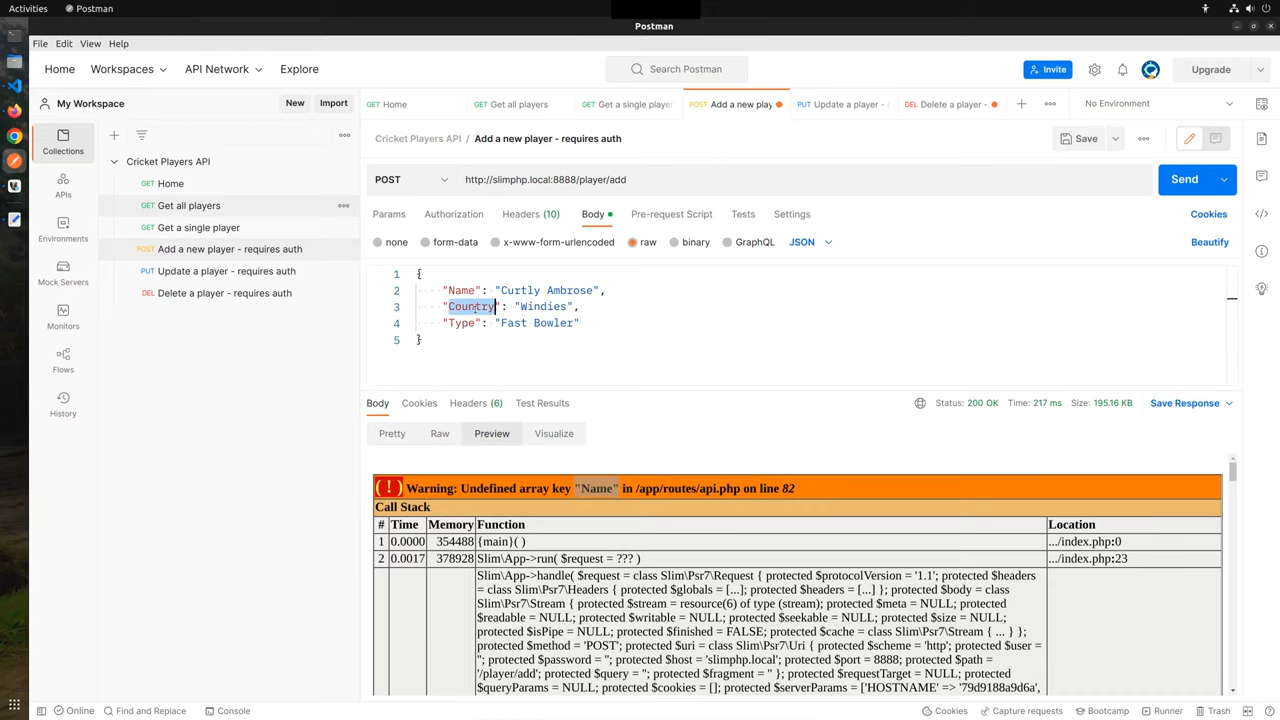 Activities Postman
Postman
File Edit View Help
Home Workspaces API Network Explore Search Postman Invite Upgrade
My Workspace New Import GET Home GET Get all players GET Get a single player POST Add a new play PUT Update a player - DEL Delete a player - No Environment
Collections
Cricket Players API / Add a new player - requires auth Save
Cricket Players API
GET Home
POST http://slimphp.local:8888/player/add Send
APIs
GET Get all players
Params Authorization Headers (10) Body Pre-request Script Tests Settings Cookies
Environments
GET Get a single player
none form-data x-www-form-urlencoded raw binary GraphQL JSON Beautify
POST Add a new player - requires auth
Mock Servers
PUT Update a player - requires auth
1 {
DEL Delete a player - requires auth
2 "Name": "Curtly Ambrose",
3 "Country": "Windies",
Monitors
4 "Type": "Fast Bowler"
5 }
Flows
History
Body Cookies Headers (6) Test Results Status: 200 OK Time: 217 ms Size: 195.16 KB Save Response
Pretty Raw Preview Visualize
( ! ) Warning: Undefined array key "Name" in /app/routes/api.php on line 82
Call Stack
# Time Memory Function Location
1 0.0000 354488 {main}( ) .../index.php:0
2 0.0017 378928 Slim\App->run( $request = ??? ) .../index.php:23
Slim\App->handle( $request = class Slim\Psr7\Request { protected $protocolVersion = '1.1'; protected $headers
= class Slim\Psr7\Headers { protected $globals = [...]; protected $headers = [...] }; protected $body = class
Slim\Psr7\Stream { protected $stream = resource(6) of type (stream); protected $meta = NULL; protected
$readable = NULL; protected $writable = NULL; protected $seekable = NULL; protected $size = NULL;
protected $isPipe = NULL; protected $finished = FALSE; protected $cache = class Slim\Psr7\Stream { ... } };
protected $method = 'POST'; protected $uri = class Slim\Psr7\Uri { protected $scheme = 'http'; protected $user =
''; protected $password = ''; protected $host = 'slimphp.local'; protected $port = 8888; protected $path =
'/player/add'; protected $query = ''; protected $fragment = '' }; protected $requestTarget = NULL; protected
$queryParams = NULL; protected $cookies = []; protected $serverParams = ['HOSTNAME' => '79d9188a9d6a',
Online Find and Replace Console Cookies Capture requests Bootcamp Runner Trash